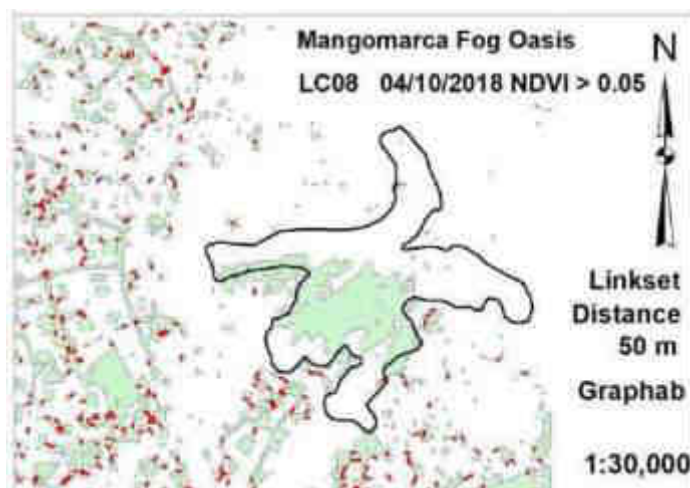 Mangomarca Fog Oasis
LC08 04/10/2018 NDVI > 0.05
N
Linkset
Distance
50 m
Graphab
1:30,000